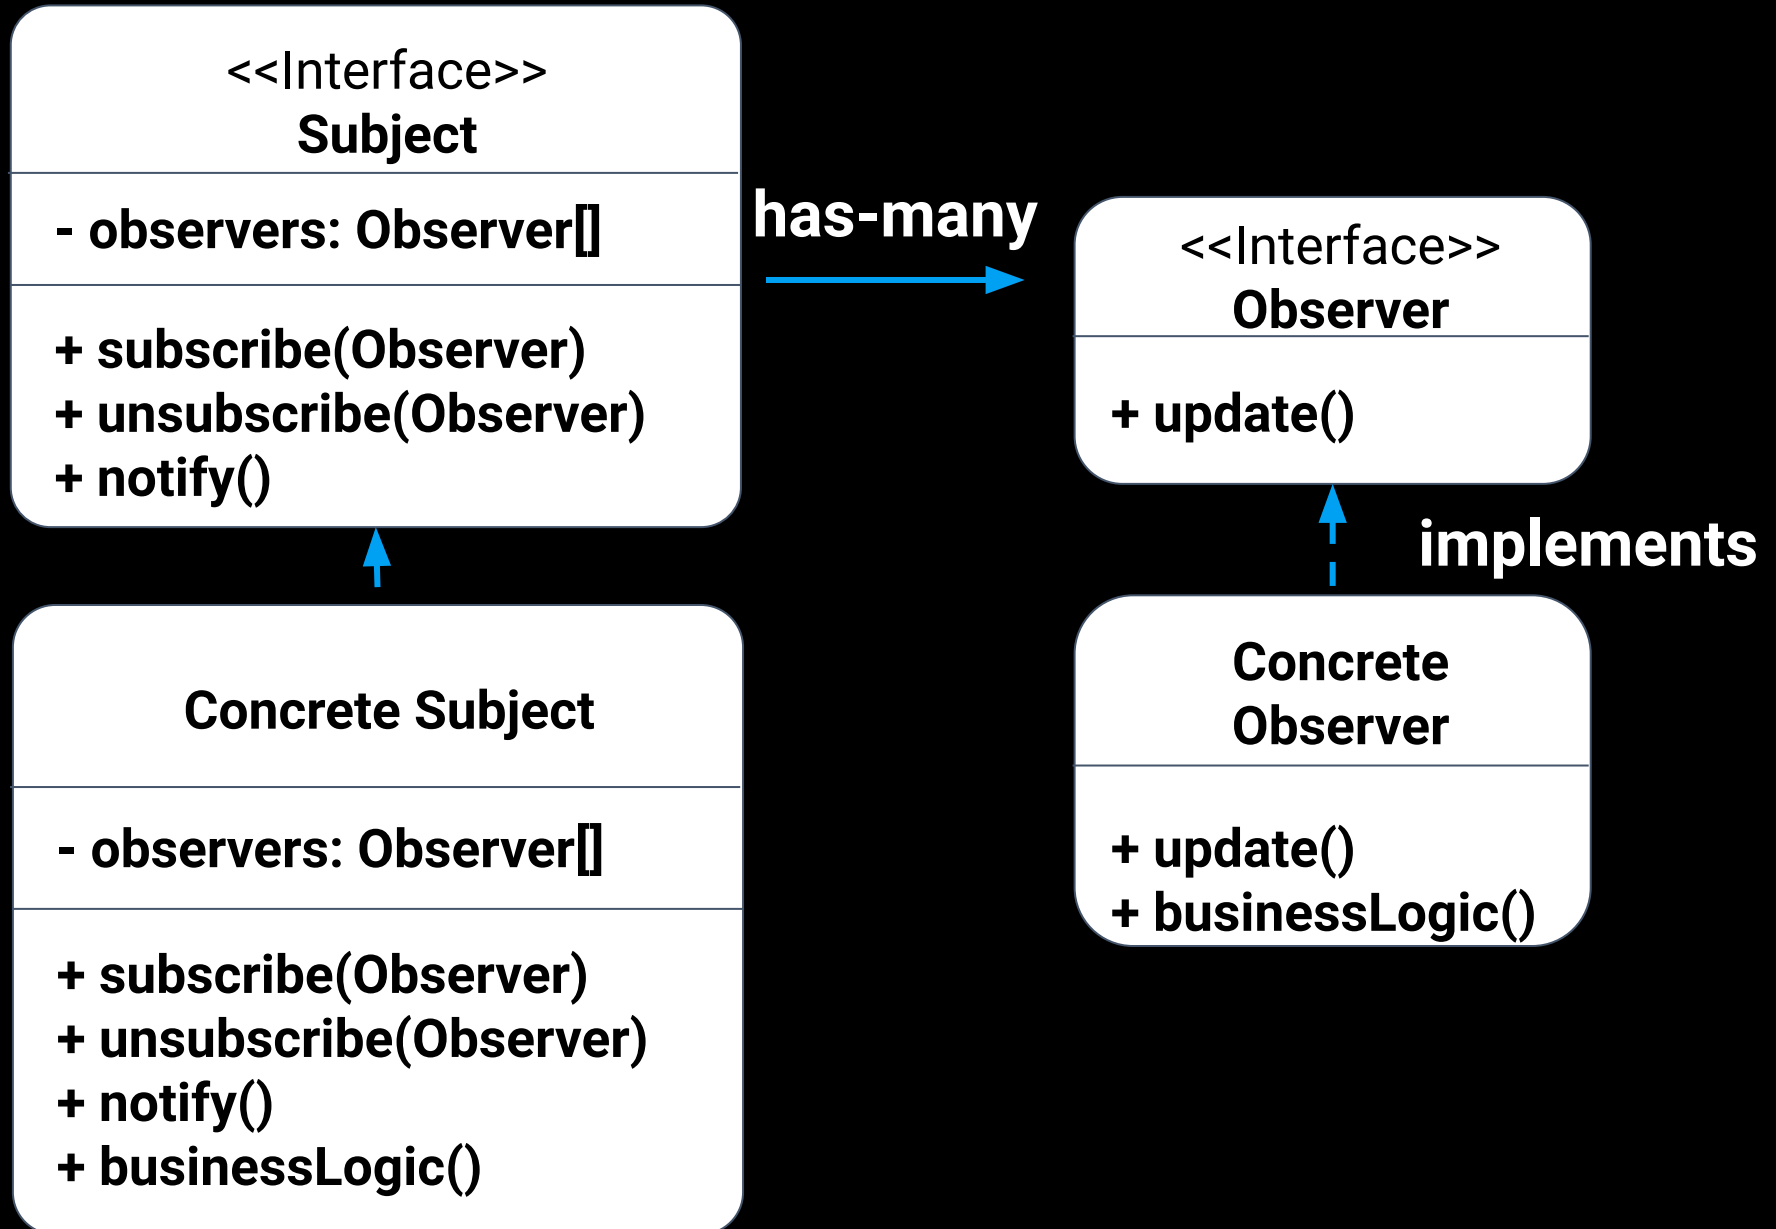 <<Interface>>
Subject
- observers: Observer[]
+ subscribe(Observer)
+ unsubscribe(Observer)
+ notify()
has-many
<<Interface>>
Observer
+ update()
implements
Concrete Subject
- observers: Observer[]
+ subscribe(Observer)
+ unsubscribe(Observer)
+ notify()
+ businessLogic()
Concrete
Observer
+ update()
+ businessLogic()